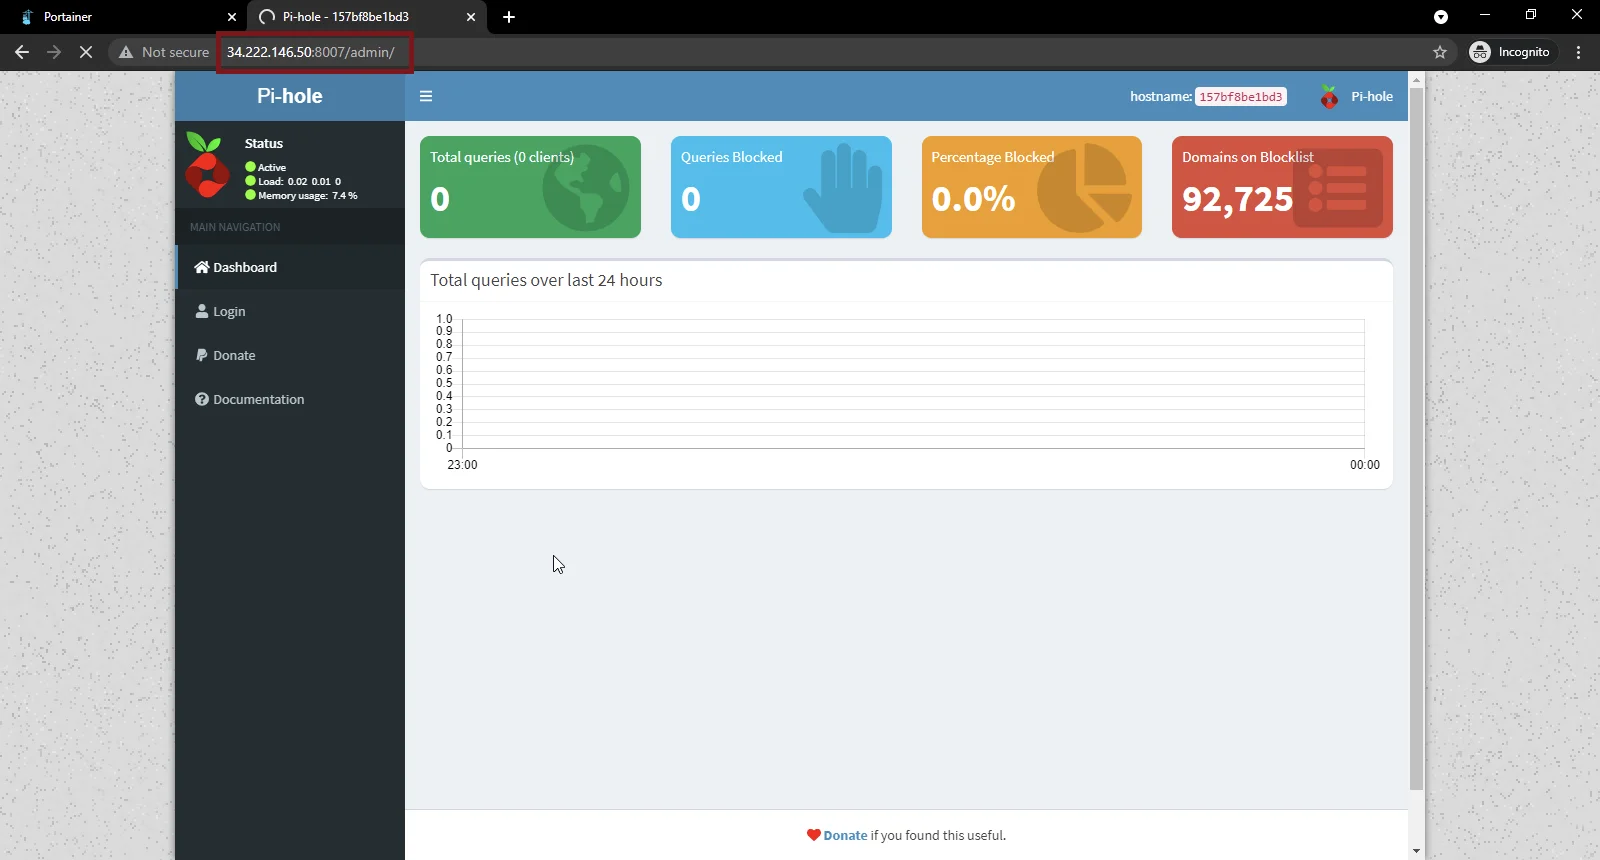 Portainer
Pi-hole - 157bf8be1bd3
Not secure
34.222.146.50:8007/admin/
Incognito
Pi-hole
hostname: 157bf8be1bd3
Pi-hole
Status
Active
Load: 0.02 0.01 0
Memory usage: 7.4 %
MAIN NAVIGATION
Dashboard
Login
Donate
Documentation
Total queries (0 clients)
0
Queries Blocked
0
Percentage Blocked
0.0%
Domains on Blocklist
92,725
Total queries over last 24 hours
1.0
0.9
0.8
0.7
0.6
0.5
0.4
0.3
0.2
0.1
0
23:00
00:00
Donate if you found this useful.